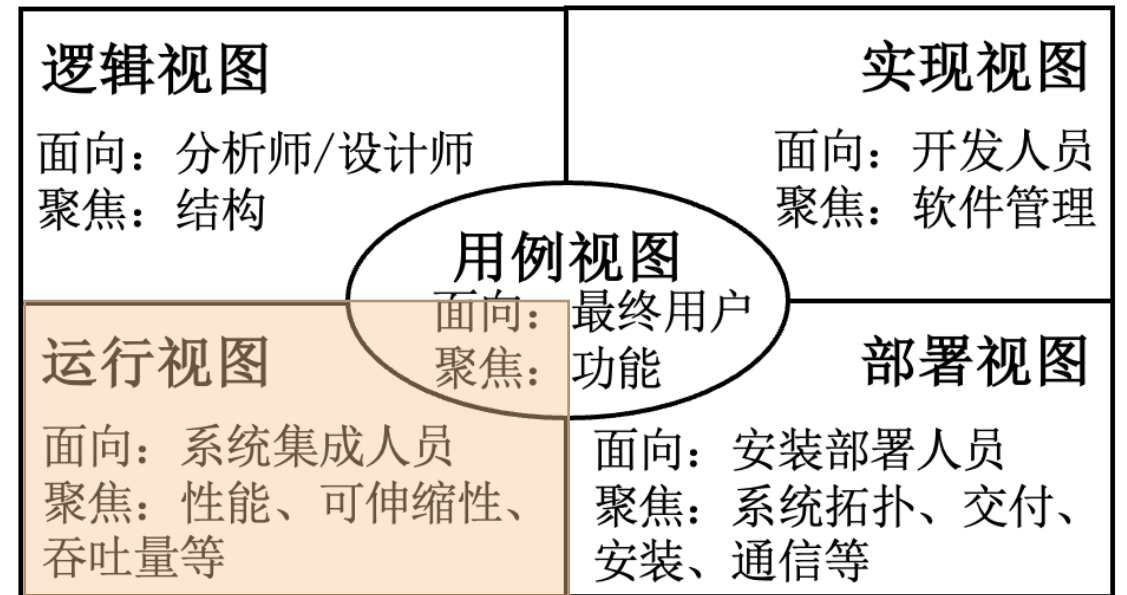 逻辑视图
面向：分析师/设计师
聚焦：结构
实现视图
面向：开发人员
聚焦：软件管理
用例视图
面向：最终用户
聚焦：功能
运行视图
面向：系统集成人员
聚焦：性能、可伸缩性、
吞吐量等
部署视图
面向：安装部署人员
聚焦：系统拓扑、交付、
安装、通信等